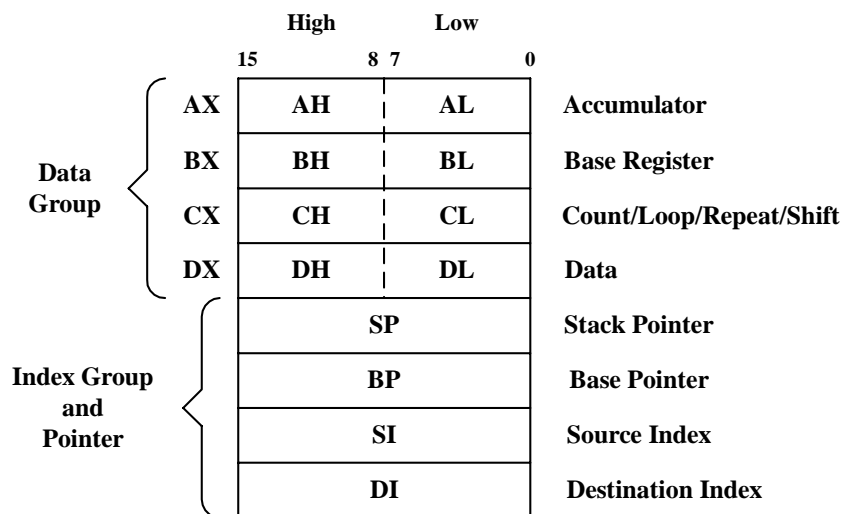 High Low
15 8 7 0
AX AH AL Accumulator
BX BH BL Base Register
Data
Group
CX CH CL Count/Loop/Repeat/Shift
DX DH DL Data
SP Stack Pointer
BP Base Pointer
Index Group
and
Pointer
SI Source Index
DI Destination Index